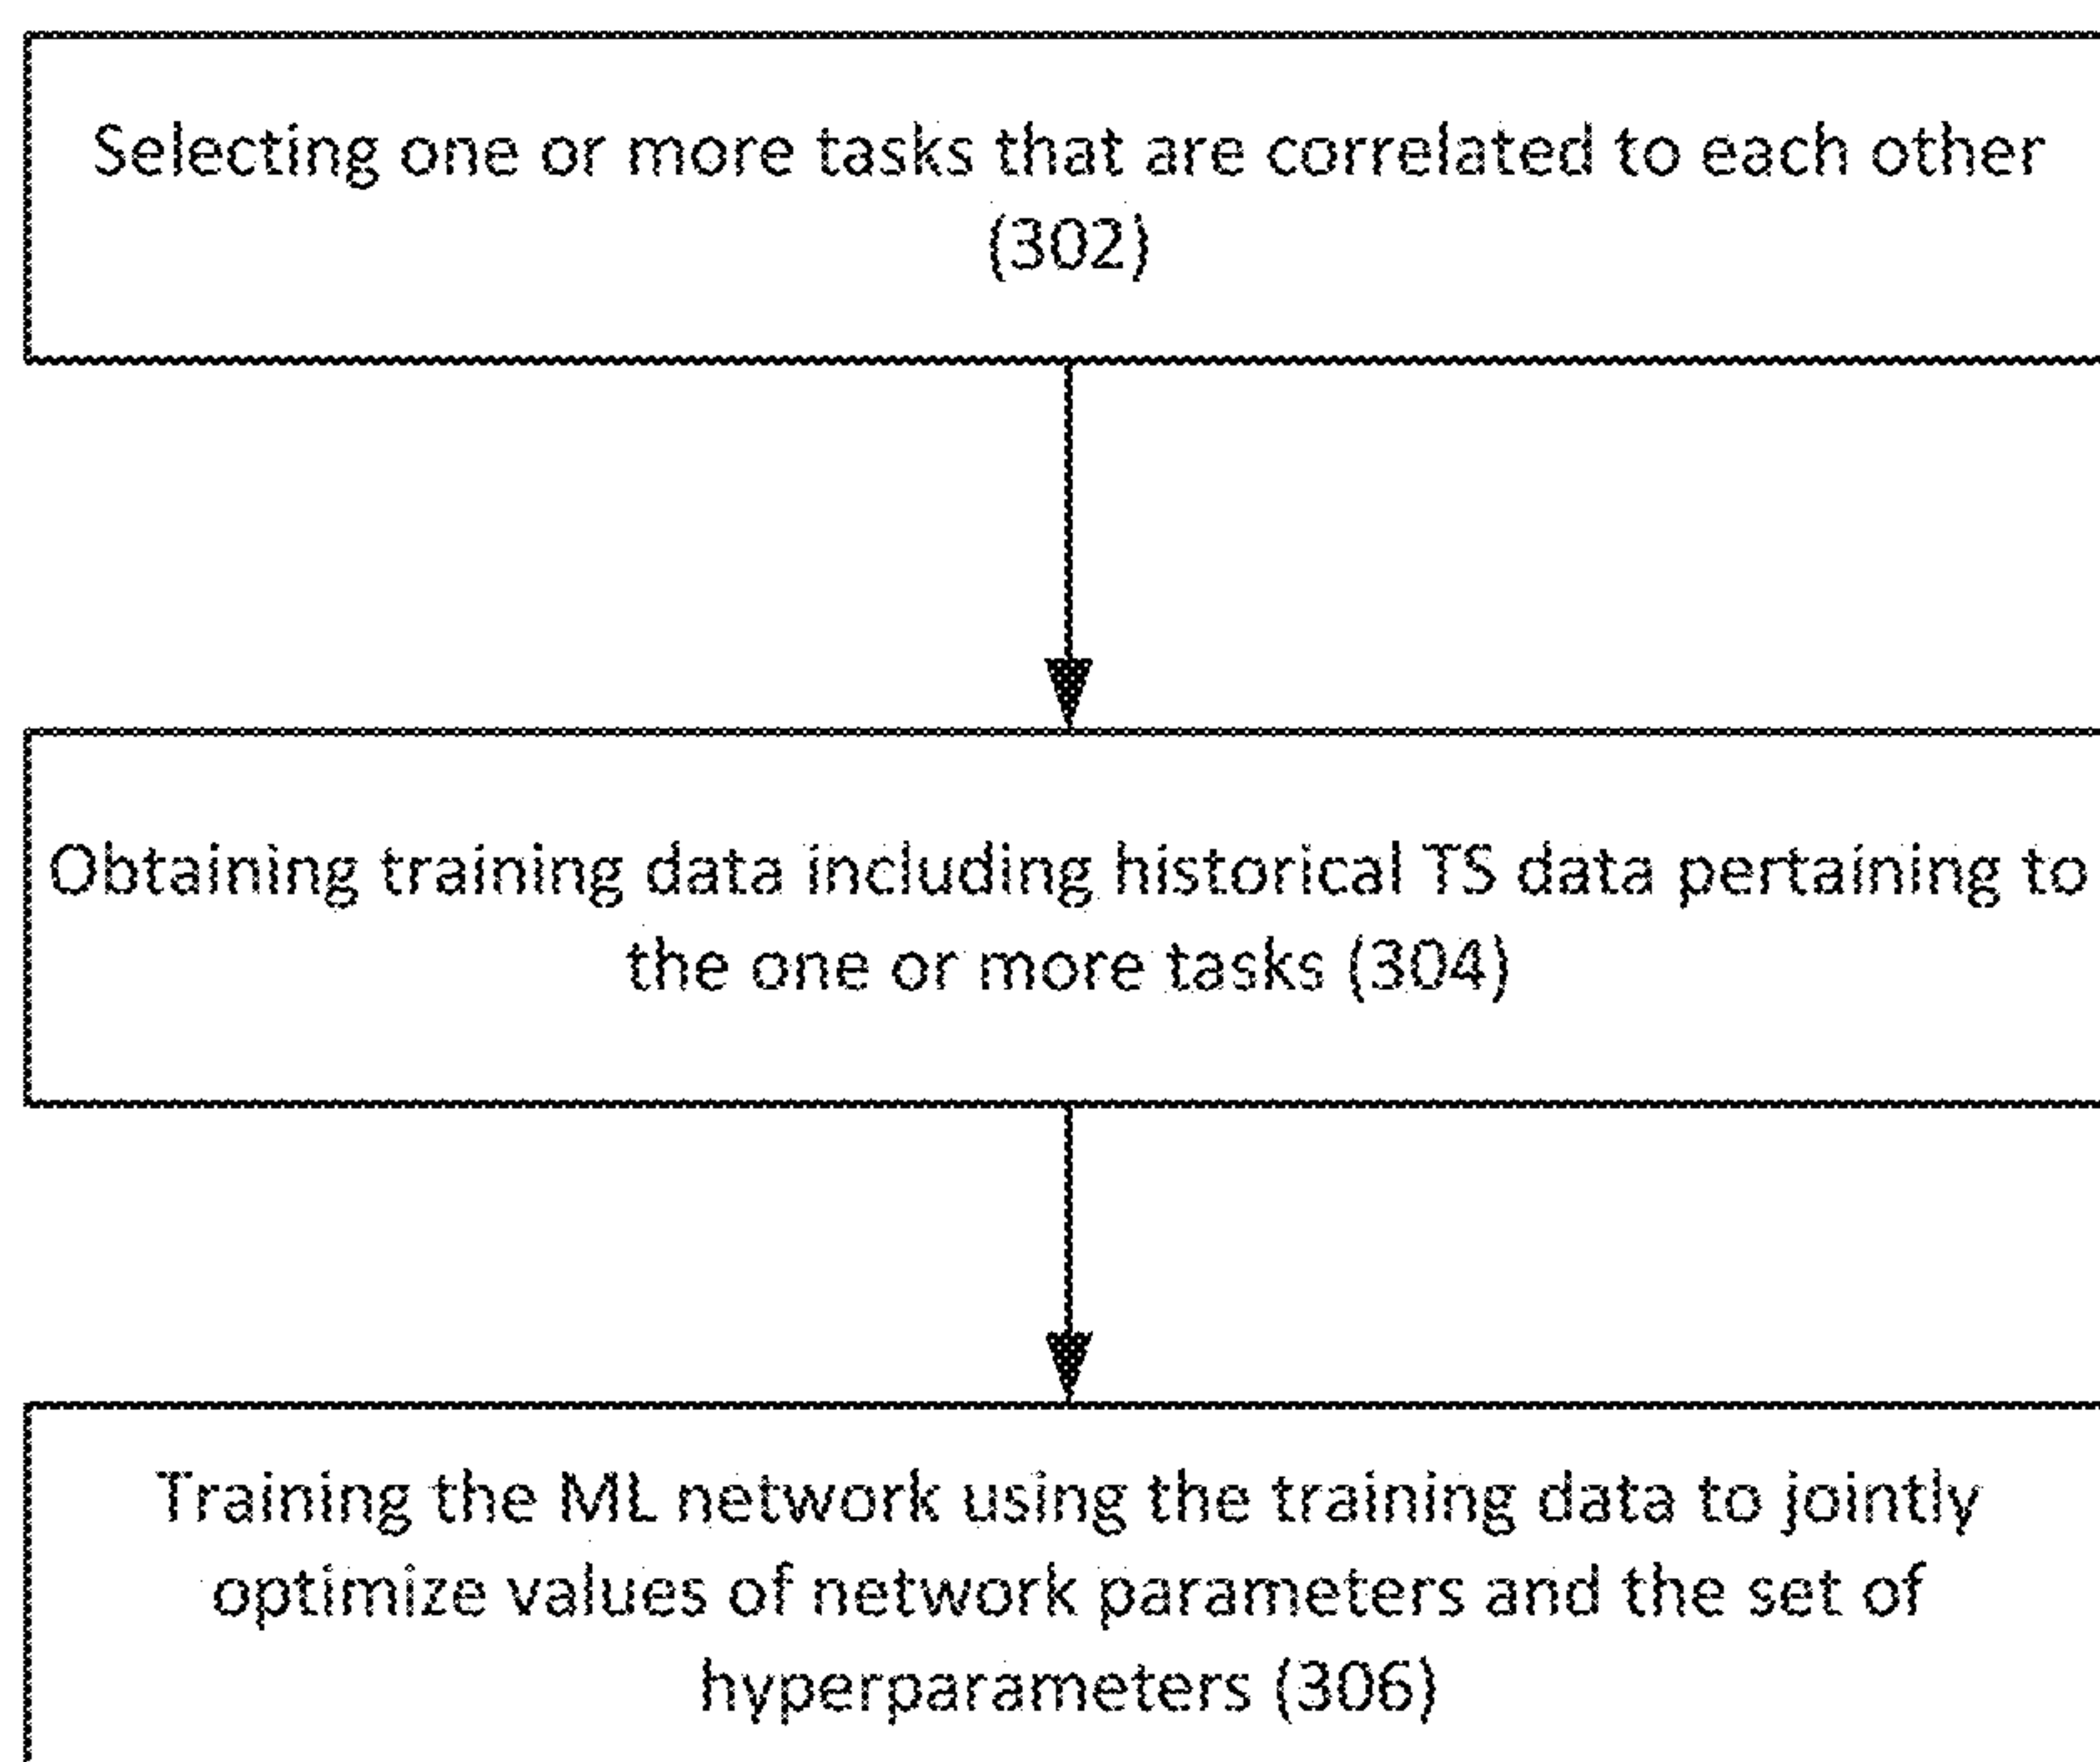 Selecting one or more tasks that are correlated to each other
(302)
Obtaining training data including historical TS data pertaining to
the one or more tasks (304)
Training the ML network using the training data to jointly
optimize values of network parameters and the set of
hyperparameters (306)